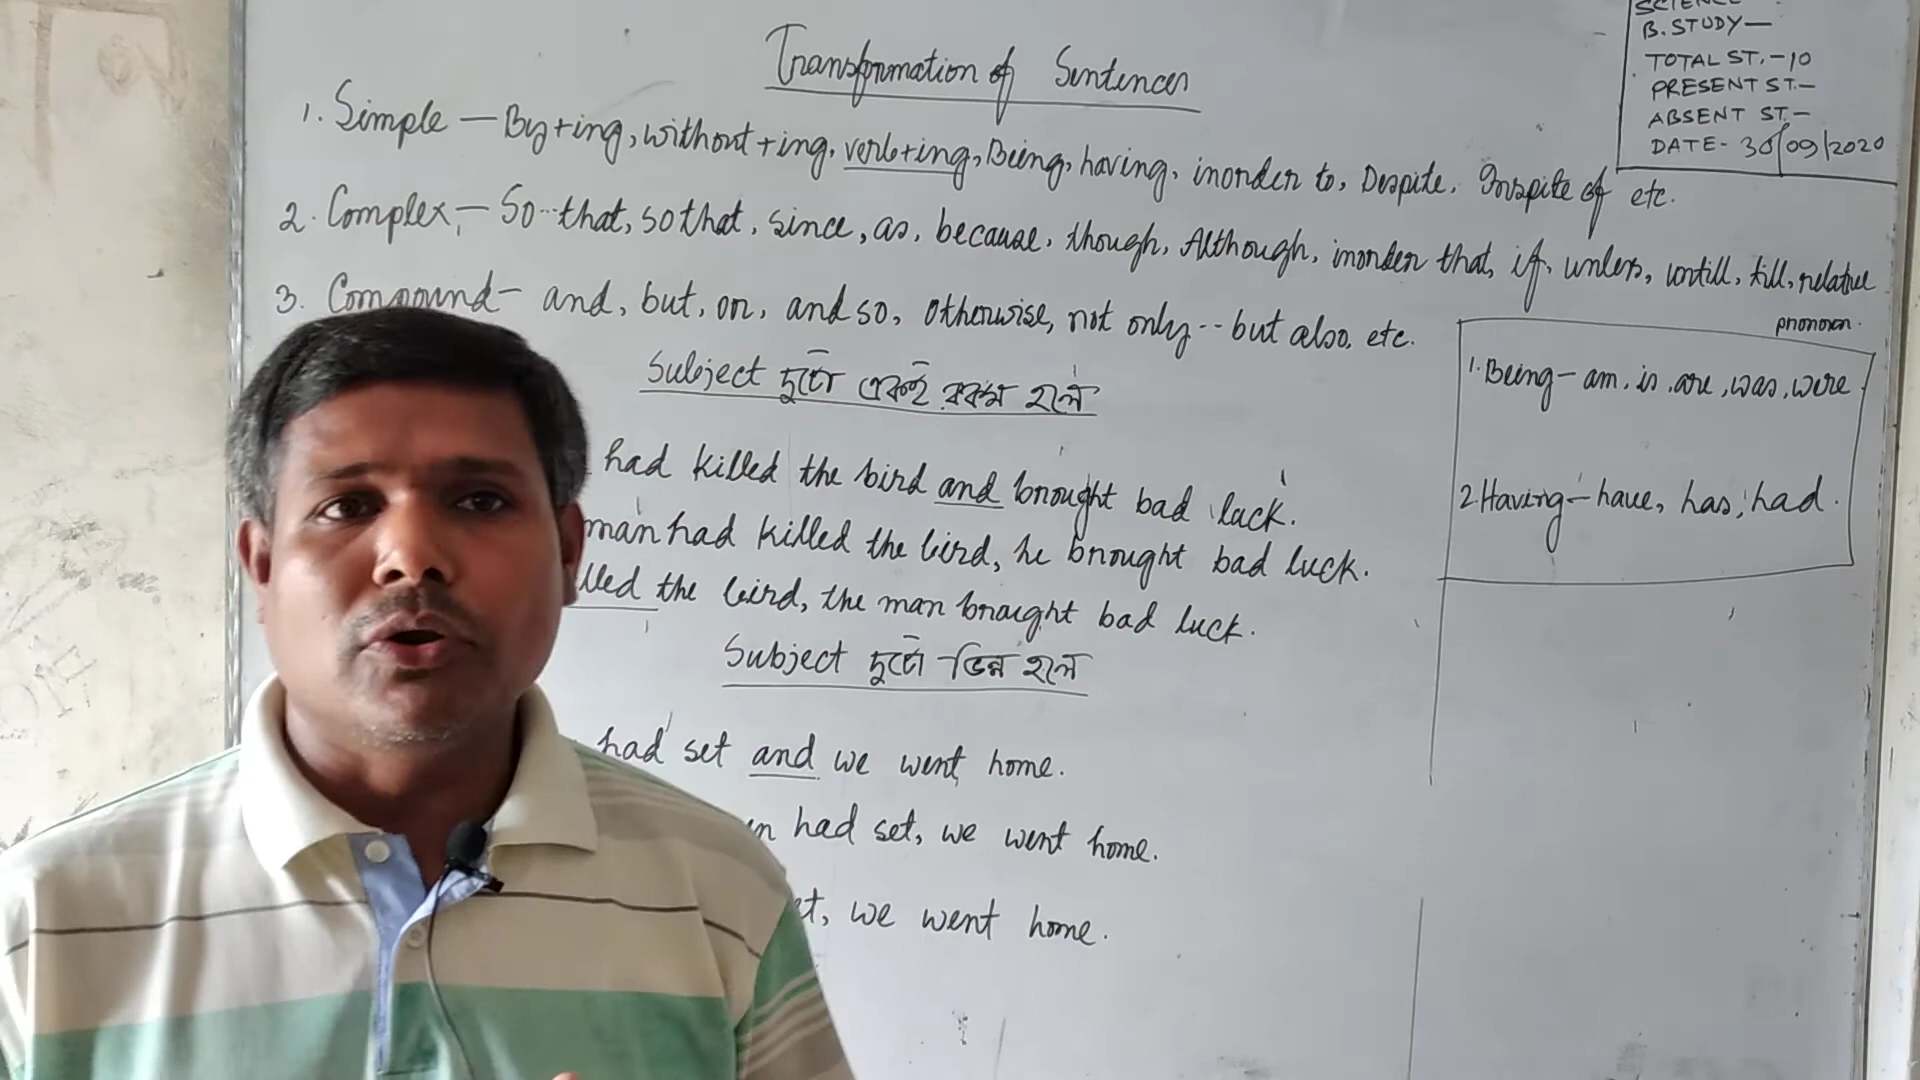 Transformation of Sentences
SCIENCE
B. STUDY—
TOTAL ST. - 10
PRESENT ST.-
ABSENT ST.-
DATE- 30/09/2020
1. Simple — By+ing, without+ing, verb+ing, Being, having, inorder to, Despite, Inspite of etc.
2. Complex, — So...that, so that, since, as, because, though, Although, inorder that, if, unless, untill, till, relative
pronoun.
3. Compound — and, but, or, and so, otherwise, not only -- but also, etc.
Subject দুটো একই রকম হলে
had killed the bird and brought bad luck.
man had killed the bird, he brought bad luck.
lled the bird, the man braught bad luck.
Subject দুটো ভিন্ন হলে
had set and we went home.
n had set, we went home.
et, we went home.
1. Being - am, is, are, was, were
2. Having - have, has, had.